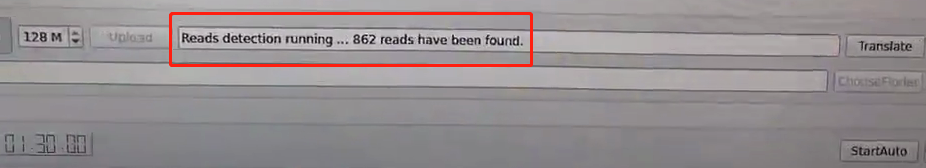 128 M Upload Reads detection running ... 862 reads have been found. Translate
ChooseFloder
01:30:00 StartAuto